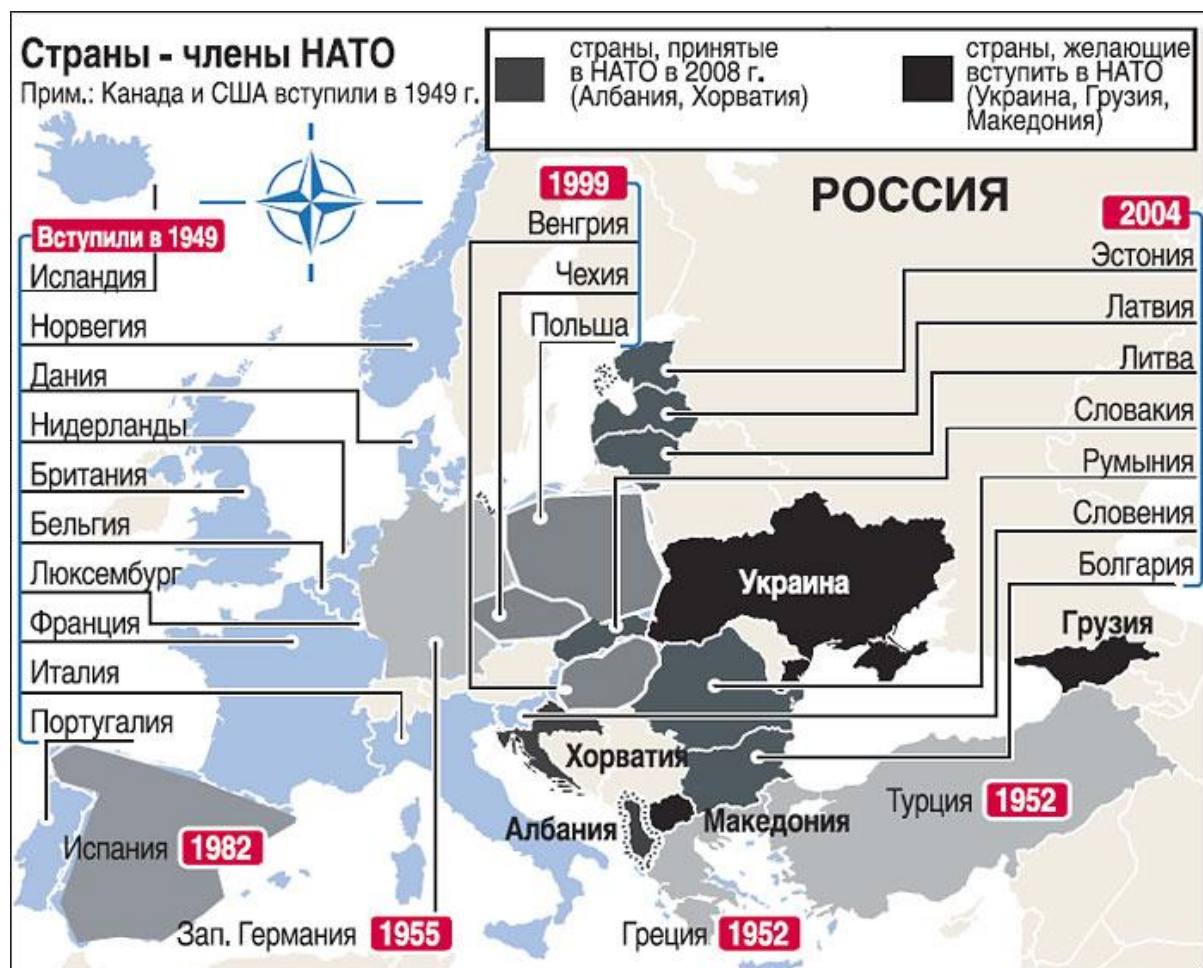 Страны - члены НАТО
Прим.: Канада и США вступили в 1949 г.
страны, принятые
в НАТО в 2008 г.
(Албания, Хорватия)
страны, желающие
вступить в НАТО
(Украина, Грузия,
Македония)
Вступили в 1949
Исландия
Норвегия
Дания
Нидерланды
Британия
Бельгия
Люксембург
Франция
Италия
Португалия
1999
Венгрия
Чехия
Польша
РОССИЯ
2004
Эстония
Латвия
Литва
Словакия
Румыния
Словения
Болгария
Украина
Грузия
Хорватия
Албания
Македония
Турция 1952
Испания 1982
Зап. Германия 1955
Греция 1952